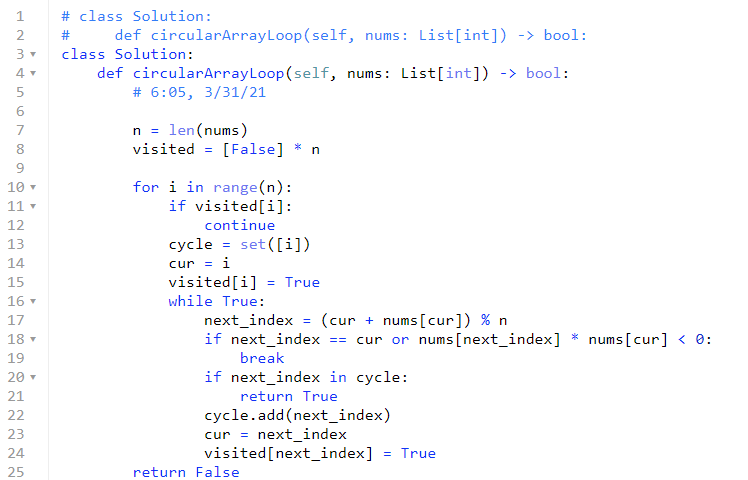 1 # class Solution:
2 #     def circularArrayLoop(self, nums: List[int]) -> bool:
3 class Solution:
4     def circularArrayLoop(self, nums: List[int]) -> bool:
5         # 6:05, 3/31/21
6
7         n = len(nums)
8         visited = [False] * n
9
10         for i in range(n):
11             if visited[i]:
12                 continue
13             cycle = set([i])
14             cur = i
15             visited[i] = True
16             while True:
17                 next_index = (cur + nums[cur]) % n
18                 if next_index == cur or nums[next_index] * nums[cur] < 0:
19                     break
20                 if next_index in cycle:
21                     return True
22                 cycle.add(next_index)
23                 cur = next_index
24                 visited[next_index] = True
25         return False